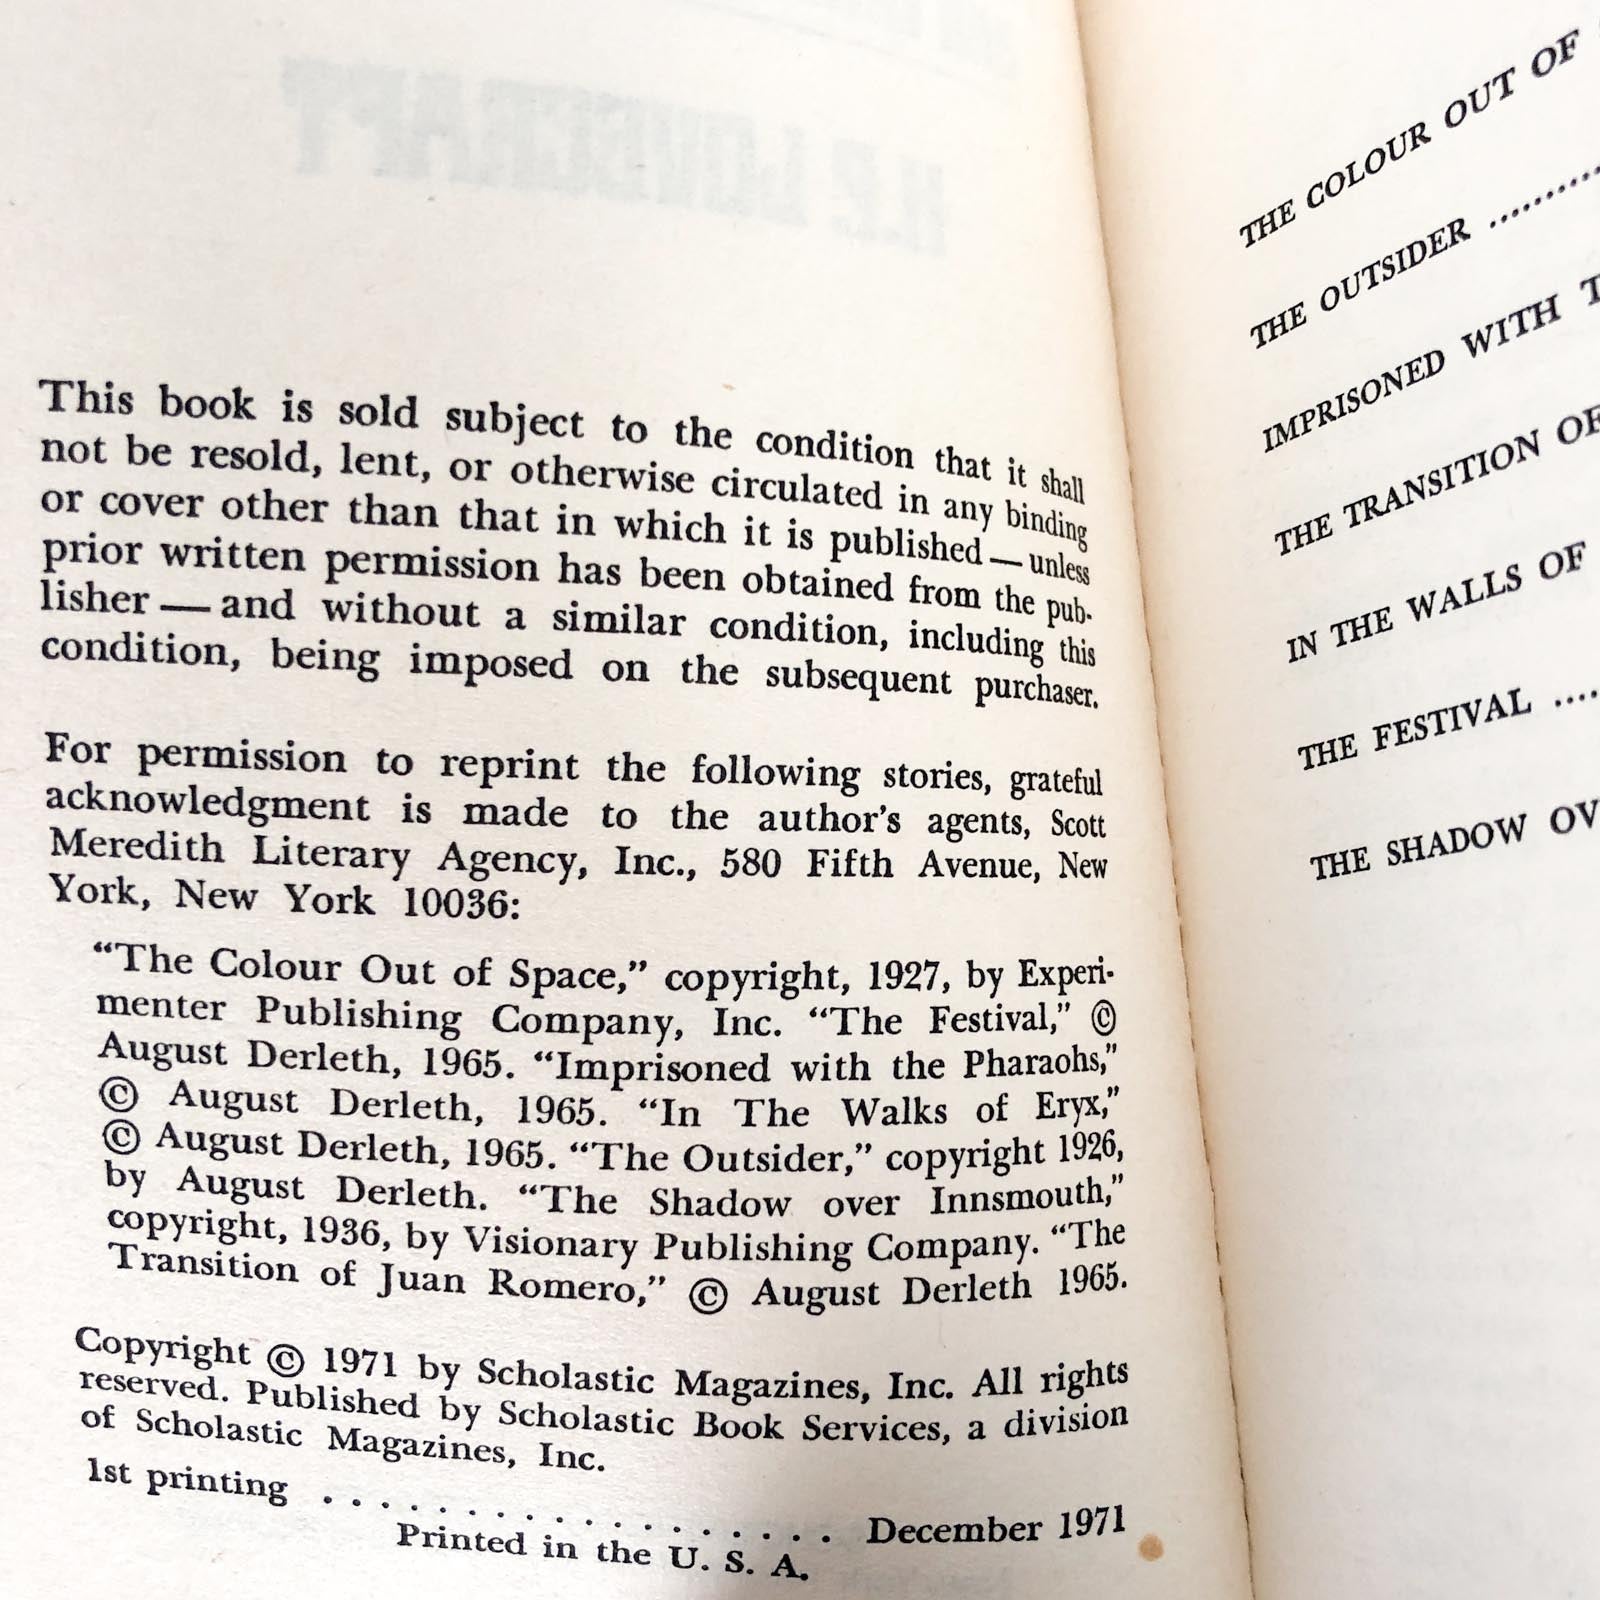 H.P. LOVECRAFT
This book is sold subject to the condition that it shall
not be resold, lent, or otherwise circulated in any binding
or cover other than that in which it is published — unless
prior written permission has been obtained from the pub-
lisher — and without a similar condition, including this
condition, being imposed on the subsequent purchaser.
For permission to reprint the following stories, grateful
acknowledgment is made to the author's agents, Scott
Meredith Literary Agency, Inc., 580 Fifth Avenue, New
York, New York 10036:
“The Colour Out of Space,” copyright, 1927, by Experi-
menter Publishing Company, Inc. “The Festival,” ©
August Derleth, 1965. “Imprisoned with the Pharaohs,”
© August Derleth, 1965. “In The Walks of Eryx,”
© August Derleth, 1965. “The Outsider,” copyright 1926,
by August Derleth. “The Shadow over Innsmouth,”
copyright, 1936, by Visionary Publishing Company. “The
Transition of Juan Romero,” © August Derleth 1965.
Copyright © 1971 by Scholastic Magazines, Inc. All rights
reserved. Published by Scholastic Book Services, a division
of Scholastic Magazines, Inc.
1st printing . . . . . . . . . . . . . . . . . . . December 1971
Printed in the U. S. A.
THE COLOUR OUT OF
THE OUTSIDER ..........
IMPRISONED WITH T
THE TRANSITION OF
IN THE WALLS OF
THE FESTIVAL ....
THE SHADOW OV